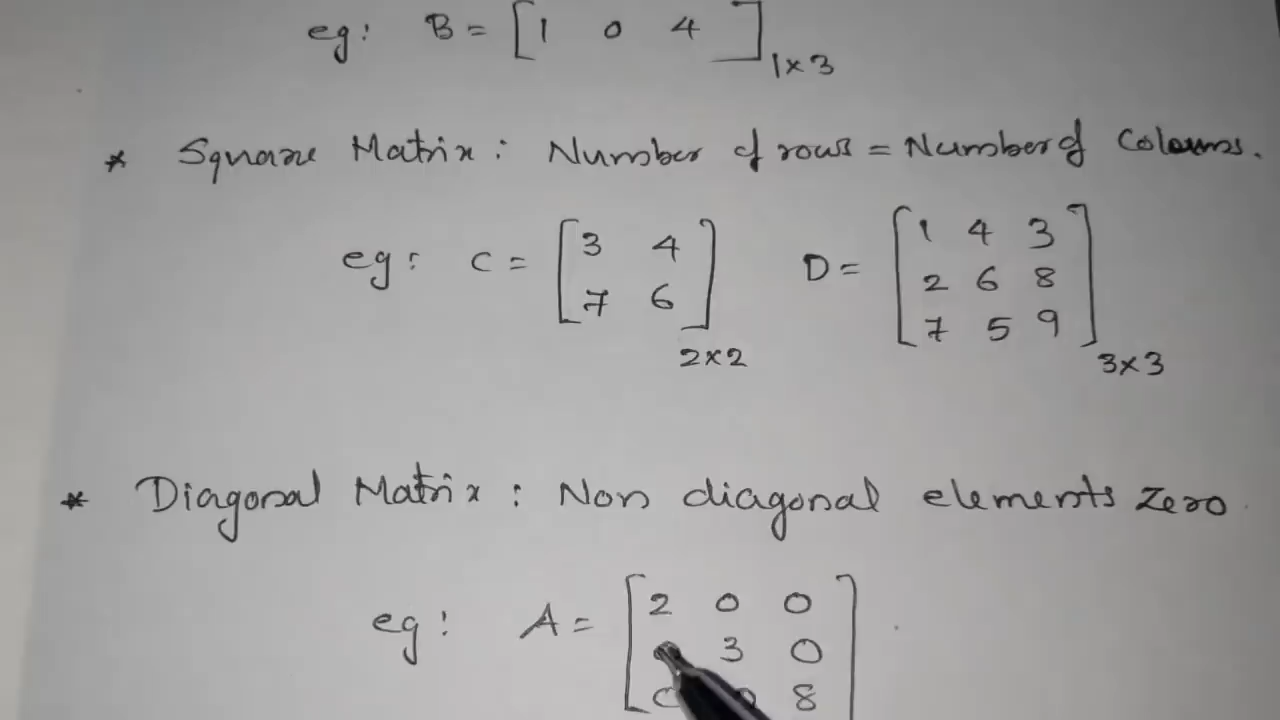 eg: B = [1 0 4] 1×3
* Square Matrix: Number of rows = Number of Coloums.
eg: C = [3 4 D = [1 4 3
7 6] 2 6 8
2×2 7 5 9]
3×3
* Diagonal Matrix: Non diagonal elements Zero
eg: A = [2 0 0
3 0
8]